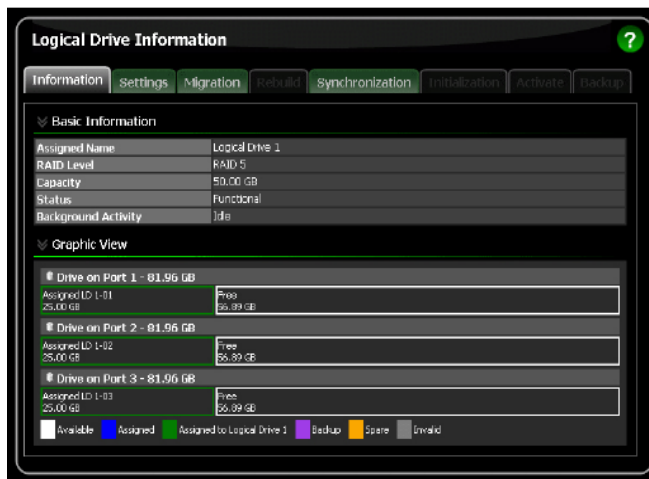 Logical Drive Information
?
Information Settings Migration Rebuild Synchronization Initialization Activate Backup
Basic Information
Assigned Name Logical Drive 1
RAID Level RAID 5
Capacity 50.00 GB
Status Functional
Background Activity Idle
Graphic View
Drive on Port 1 - 81.96 GB
Assigned LD 1-01 Free
25.00 GB 56.89 GB
Drive on Port 2 - 81.96 GB
Assigned LD 1-02 Free
25.00 GB 56.89 GB
Drive on Port 3 - 81.96 GB
Assigned LD 1-03 Free
25.00 GB 56.89 GB
Available Assigned Assigned to Logical Drive 1 Backup Spare Invalid